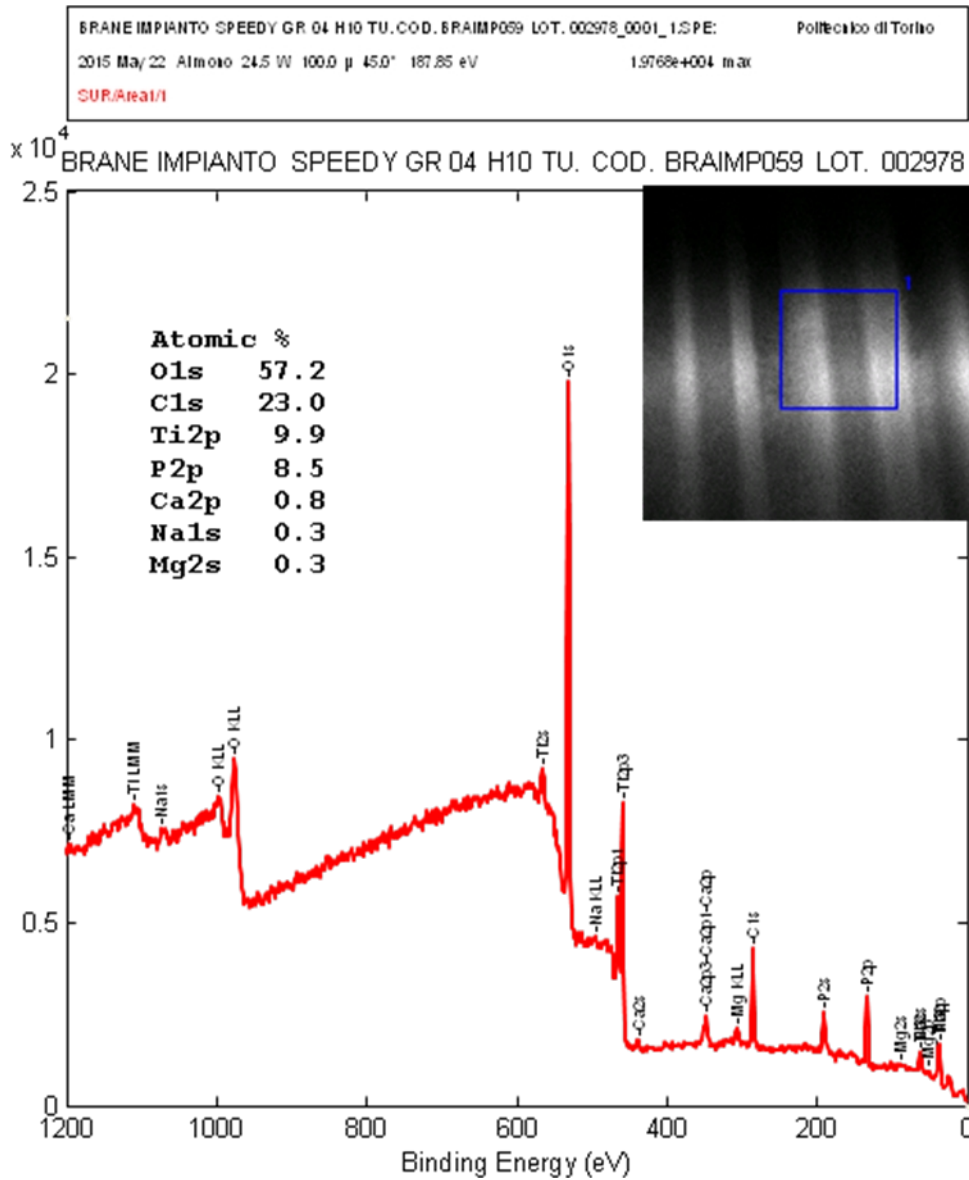 BRANE IMPIANTO SPEEDY GR 04 H10 TU. COD. BRAIMP059 LOT. 002978_0001_1.SPE: Politecnico di Torino
2015 May 22 Al mono 24.5 W 100.0 µ 45.0° 187.85 eV 1.9768e+004 max
SUR/Area1/1
x 10⁴
BRANE IMPIANTO SPEEDY GR 04 H10 TU. COD. BRAIMP059 LOT. 002978
2.5
1
Atomic %
O1s 57.2
C1s 23.0
Ti2p 9.9
P2p 8.5
Ca2p 0.8
Na1s 0.3
Mg2s 0.3
2
1.5
1
0.5
0
-Ca LMM
-Ti LMM
-Na1s
-O KLL
-O KLL
-Ti2s
-O1s
-Na KLL
-Ti2p1
-Ti2p3
-Ca2s
-Ca2p3-Ca2p1-Ca2p
-Mg KLL
-C1s
-P2s
-P2p
-Mg2s
1200 1000 800 600 400 200 0
Binding Energy (eV)